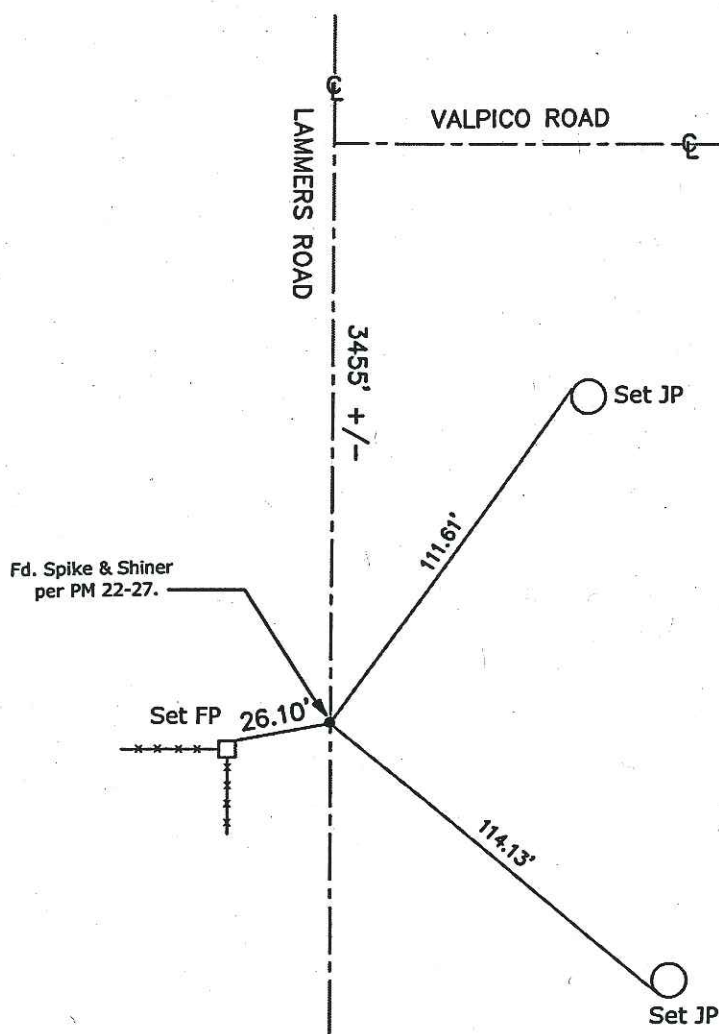 ℄
VALPICO ROAD
℄
LAMMERS ROAD
3455' +/-
Set JP
111.61'
Fd. Spike & Shiner
per PM 22-27.
Set FP
26.10'
114.13'
Set JP